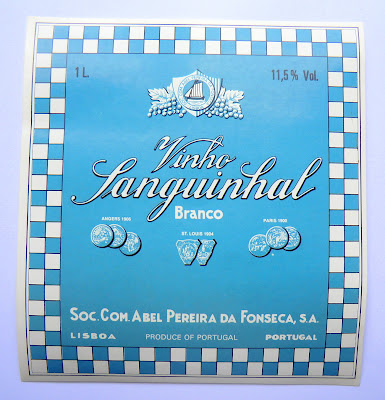 1 L. 11,5% Vol.
Vinho
Sanguinhal
Branco
ANGERS 1895 ST. LOUIS 1904 PARIS 1900
SOC. COM. ABEL PEREIRA DA FONSECA, S.A.
LISBOA PRODUCE OF PORTUGAL PORTUGAL